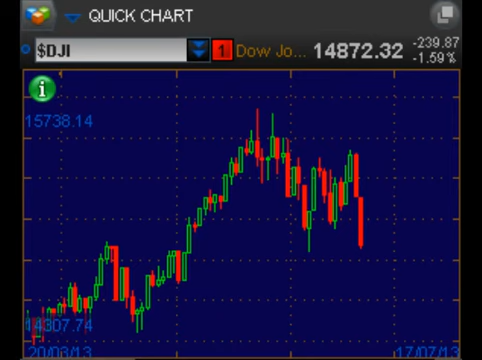 QUICK CHART
$DJI
1
Dow Jo...
14872.32
-239.87
-1.59%
i
15738.14
14307.74
20/03/13
17/07/13